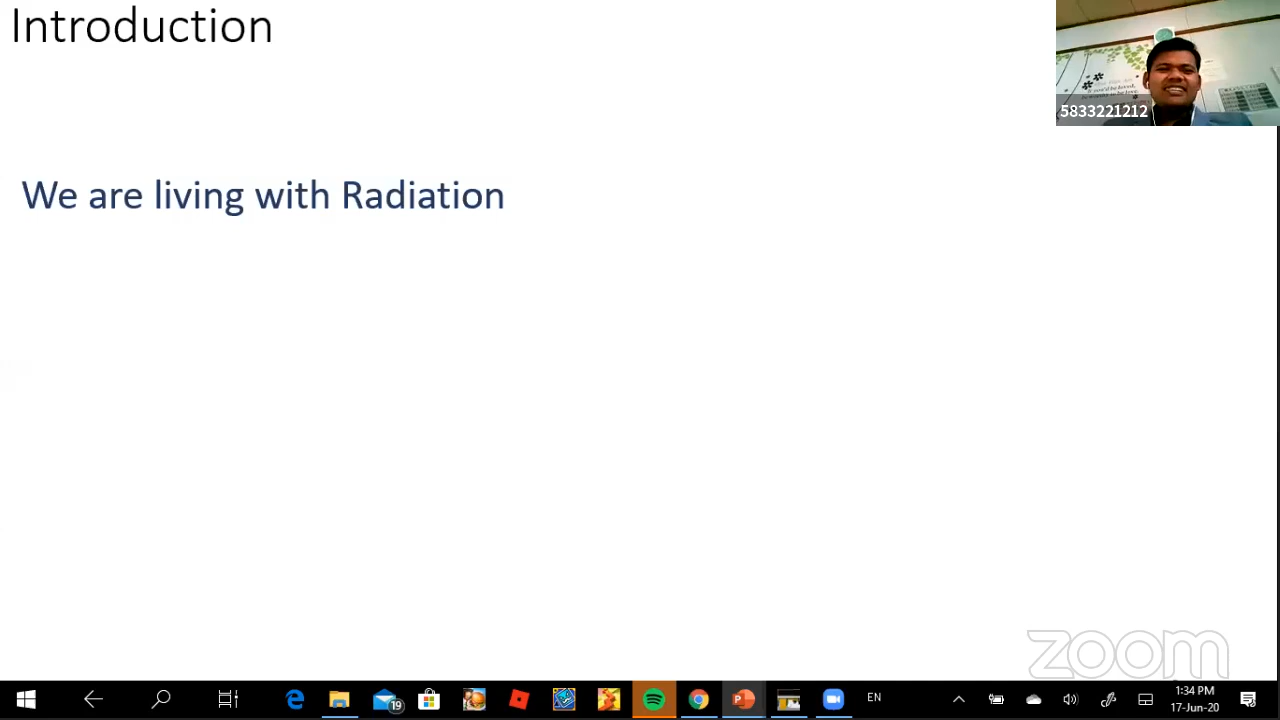 Introduction
5833221212
We are living with Radiation
zoom
19
EN
1:34 PM
17-Jun-20